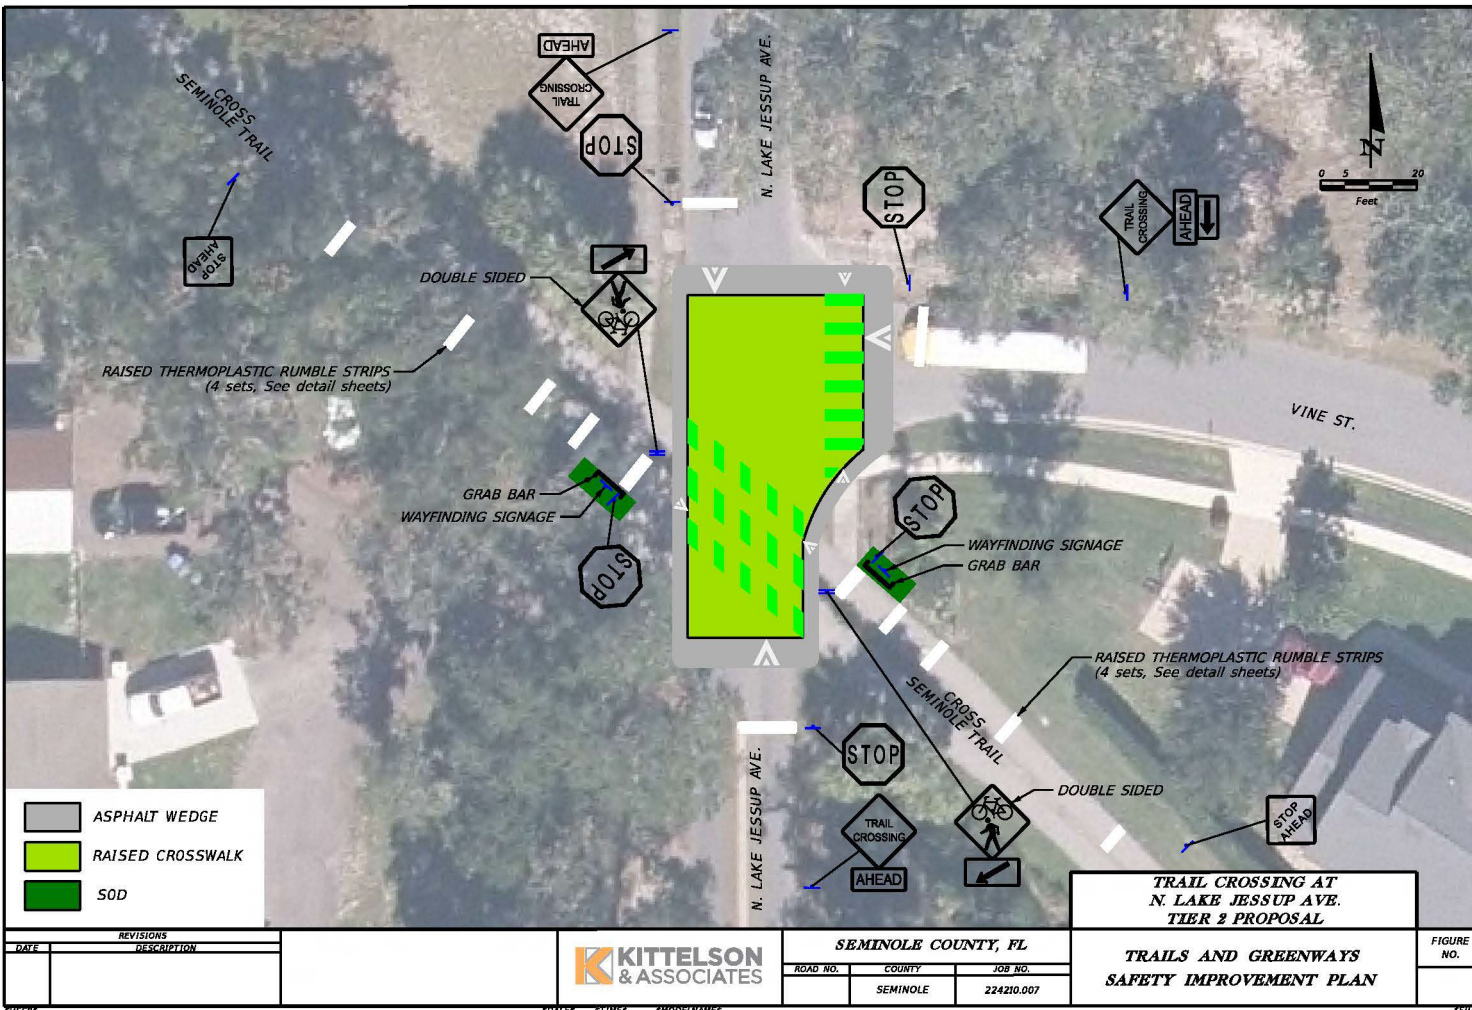 AHEAD
TRAIL
CROSSING
STOP
N. LAKE JESSUP AVE.
CROSS
SEMINOLE TRAIL
STOP
AHEAD
STOP
TRAIL
CROSSING
AHEAD
N
0 5 20
Feet
DOUBLE SIDED
RAISED THERMOPLASTIC RUMBLE STRIPS
(4 sets, See detail sheets)
VINE ST.
GRAB BAR
WAYFINDING SIGNAGE
STOP
STOP
WAYFINDING SIGNAGE
GRAB BAR
RAISED THERMOPLASTIC RUMBLE STRIPS
(4 sets, See detail sheets)
CROSS
SEMINOLE TRAIL
N. LAKE JESSUP AVE.
STOP
TRAIL
CROSSING
AHEAD
DOUBLE SIDED
STOP
AHEAD
ASPHALT WEDGE
RAISED CROSSWALK
SOD
TRAIL CROSSING AT
N. LAKE JESSUP AVE.
TIER 2 PROPOSAL
REVISIONS
DATE DESCRIPTION
KITTELSON
& ASSOCIATES
SEMINOLE COUNTY, FL
ROAD NO. COUNTY JOB NO.
SEMINOLE 224210.007
TRAILS AND GREENWAYS
SAFETY IMPROVEMENT PLAN
FIGURE
NO.